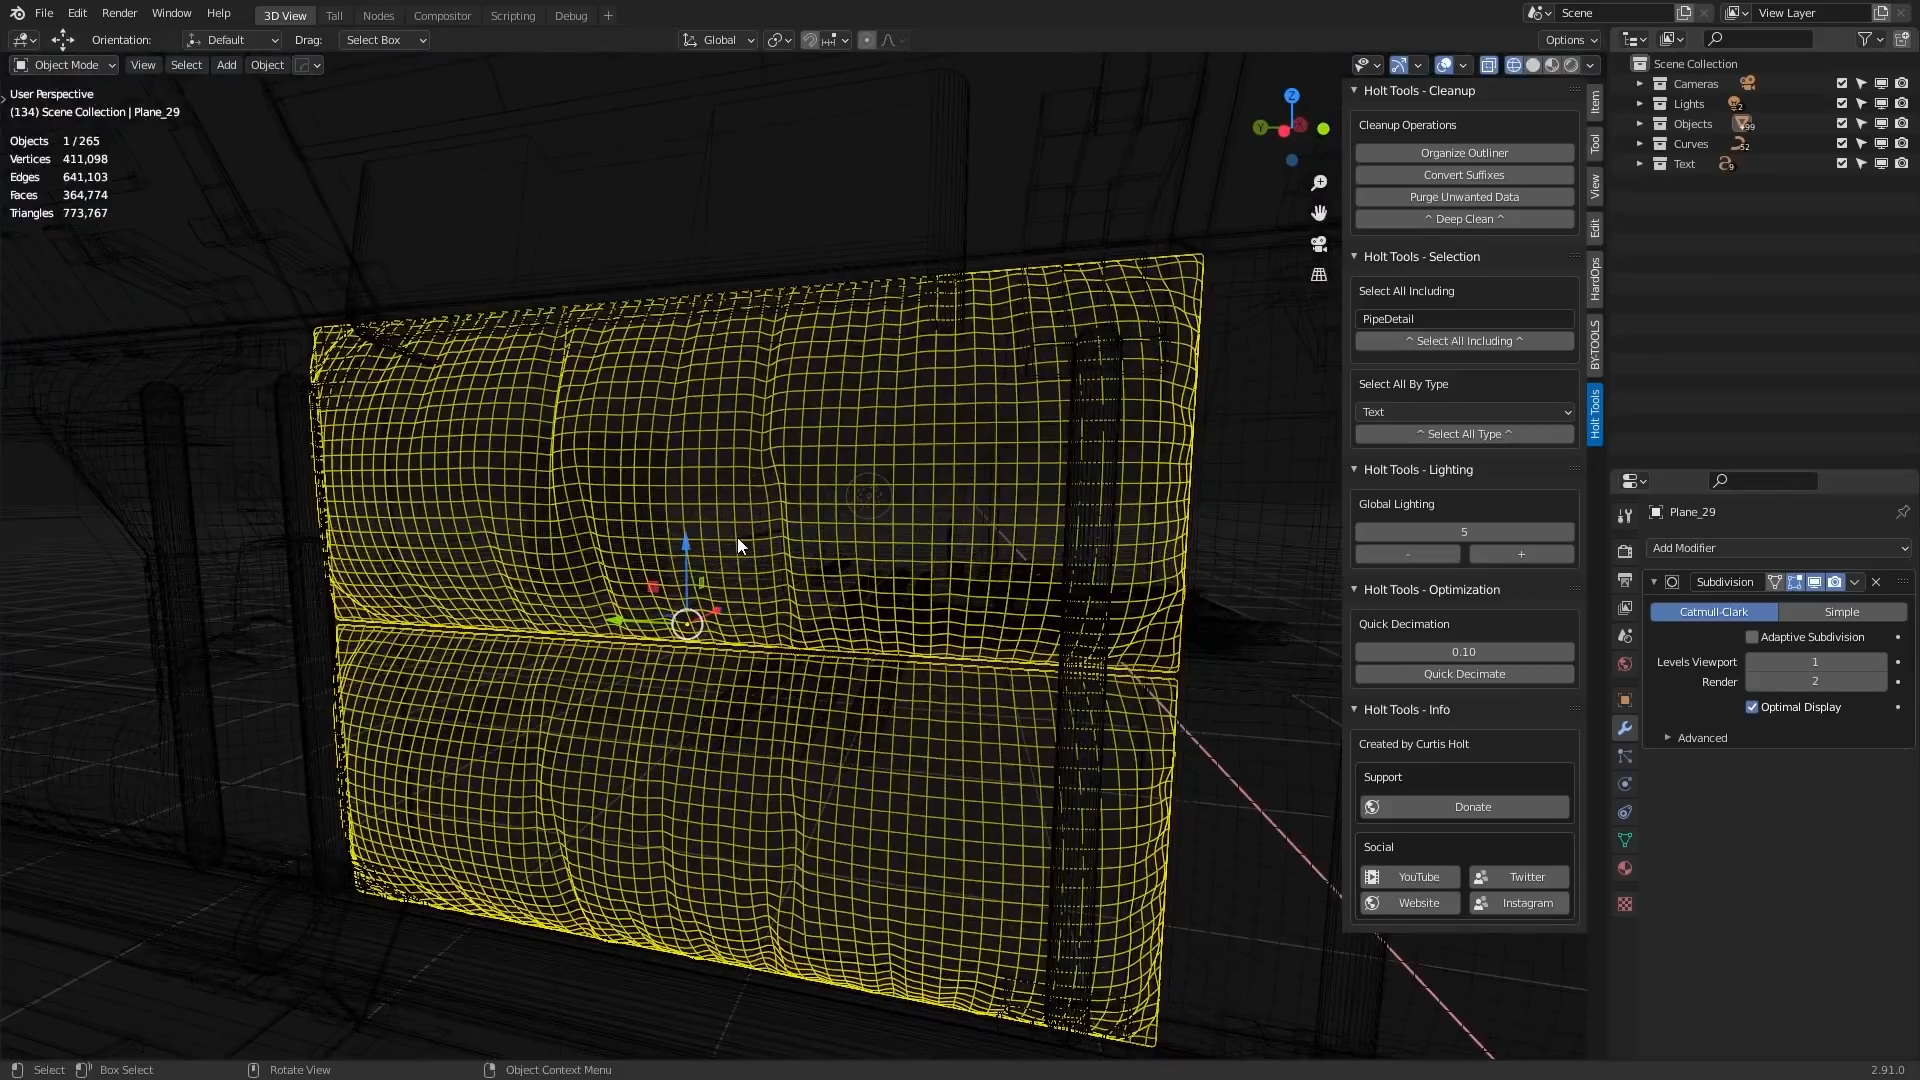 File Edit Render Window Help 3D View Tall Nodes Compositor Scripting Debug + Scene View Layer
Orientation: Default Drag: Select Box Global Options
Object Mode View Select Add Object
User Perspective
(134) Scene Collection | Plane_29
Objects 1 / 265
Vertices 411,098
Edges 641,103
Faces 364,774
Triangles 773,767
Z
Y
Holt Tools - Cleanup
Cleanup Operations
Organize Outliner
Convert Suffixes
Purge Unwanted Data
^ Deep Clean ^
Holt Tools - Selection
Select All Including
PipeDetail
^ Select All Including ^
Select All By Type
Text
^ Select All Type ^
Holt Tools - Lighting
Global Lighting
5
- +
Holt Tools - Optimization
Quick Decimation
0.10
Quick Decimate
Holt Tools - Info
Created by Curtis Holt
Support
Donate
Social
YouTube Twitter
Website Instagram
Item
Tool
View
Edit
HardOps
BY-TOOLS
Holt Tools
Scene Collection
Cameras
Lights 2
Objects
Curves 52
Text 9
Plane_29
Add Modifier
Subdivision
Catmull-Clark Simple
Adaptive Subdivision
Levels Viewport 1
Render 2
Optimal Display
Advanced
Select Box Select Rotate View Object Context Menu 2.91.0